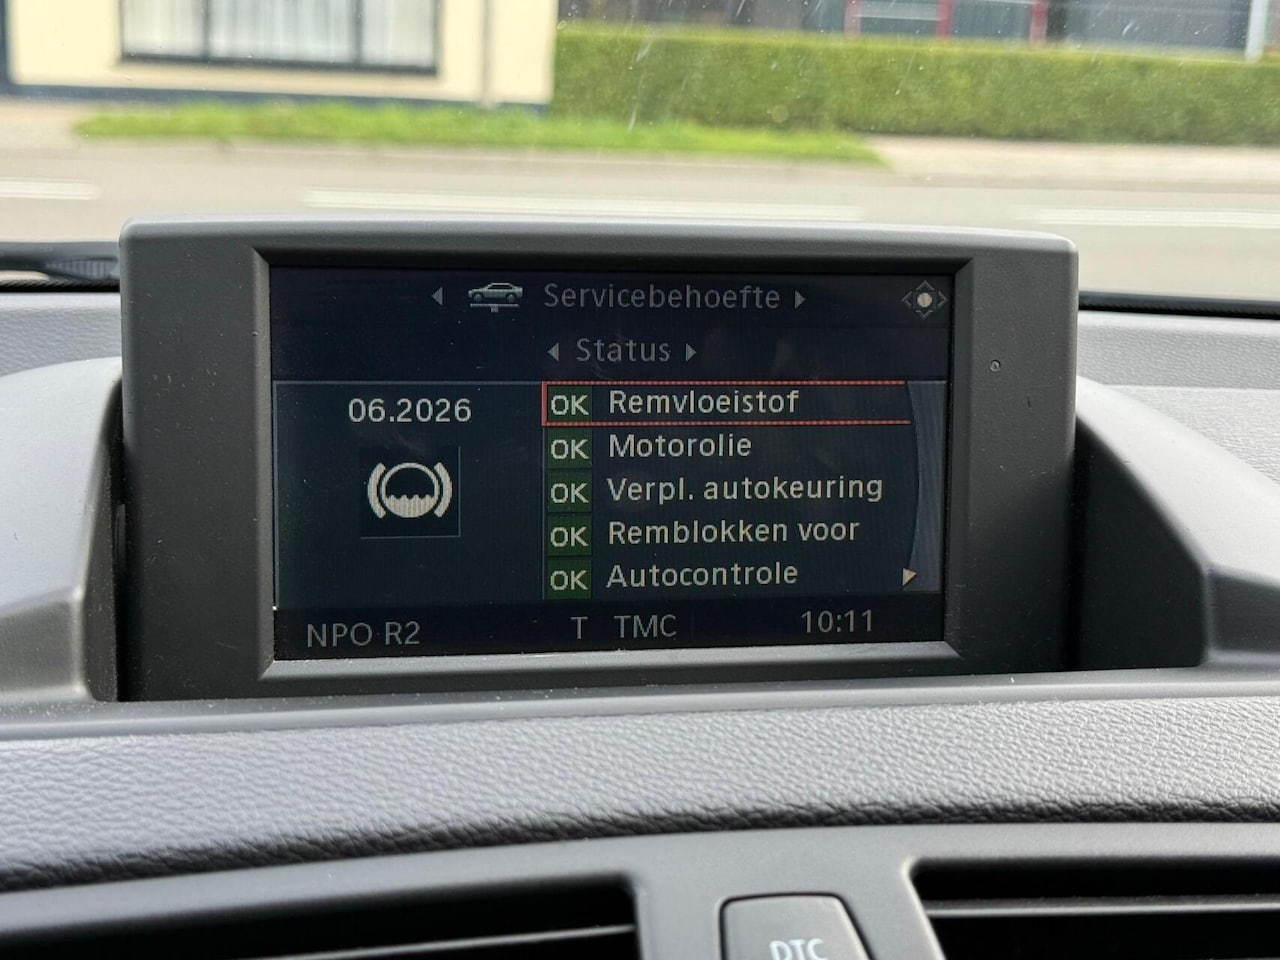 Servicebehoefte
Status
06.2026
OK Remvloeistof
OK Motorolie
OK Verpl. autokeuring
OK Remblokken voor
OK Autocontrole
NPO R2 T TMC 10:11
DTC